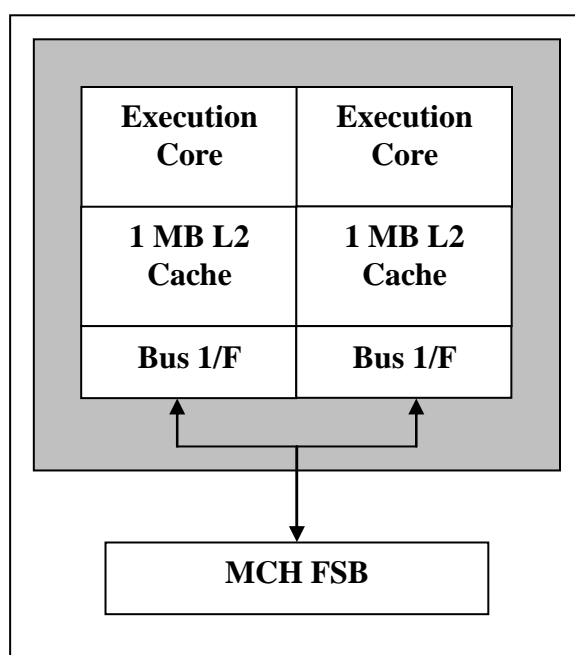 Execution
Core
Execution
Core
1 MB L2
Cache
1 MB L2
Cache
Bus 1/F
Bus 1/F
MCH FSB